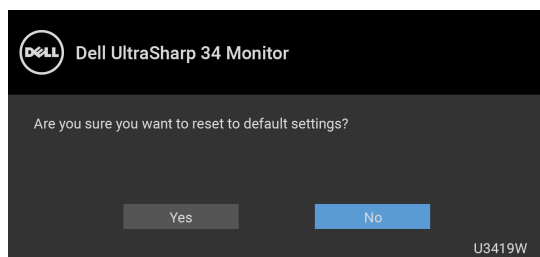 DELL
Dell UltraSharp 34 Monitor
Are you sure you want to reset to default settings?
Yes
No
U3419W